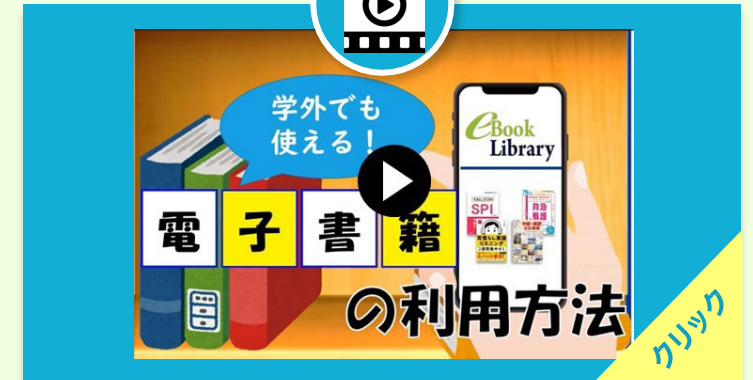 学外でも
使える！
eBook
Library
SPI
電子書籍
の利用方法
クリック